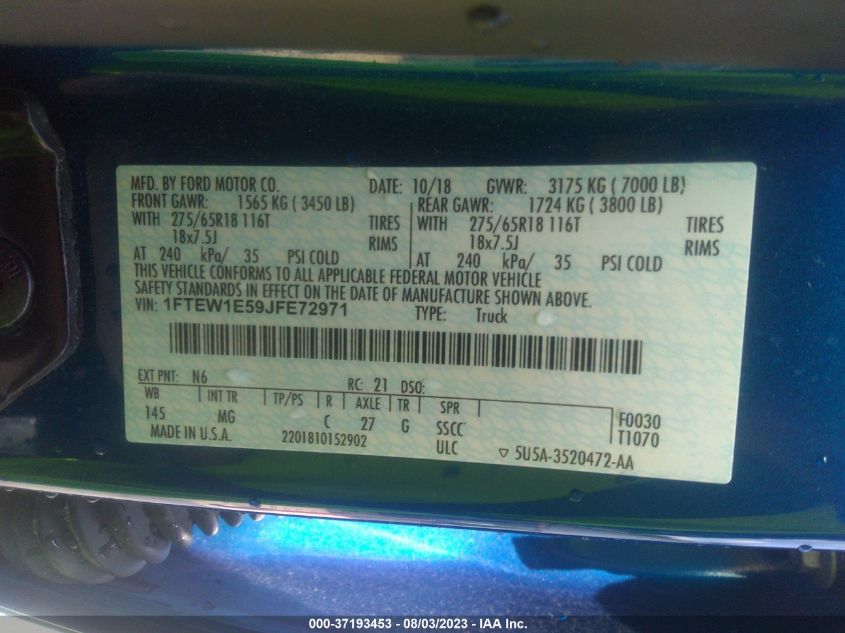 MFD. BY FORD MOTOR CO. DATE: 10/18 GVWR: 3175 KG ( 7000 LB)
FRONT GAWR: 1565 KG ( 3450 LB) REAR GAWR: 1724 KG ( 3800 LB)
WITH 275/65R18 116T TIRES WITH 275/65R18 116T TIRES
18x7.5J RIMS 18x7.5J RIMS
AT 240 kPa/ 35 PSI COLD AT 240 kPa/ 35 PSI COLD
THIS VEHICLE CONFORMS TO ALL APPLICABLE FEDERAL MOTOR VEHICLE
SAFETY STANDARDS IN EFFECT ON THE DATE OF MANUFACTURE SHOWN ABOVE.
VIN: 1FTEW1E59JFE72971 TYPE: Truck
EXT PNT: N6 RC: 21 DSO:
WB INT TR TP/PS R AXLE TR SPR F0030
145 MG C 27 G SSCC T1070
MADE IN U.S.A. 2201810152902 ULC ▽ 5U5A-3520472-AA
000-37193453 - 08/03/2023 - IAA Inc.